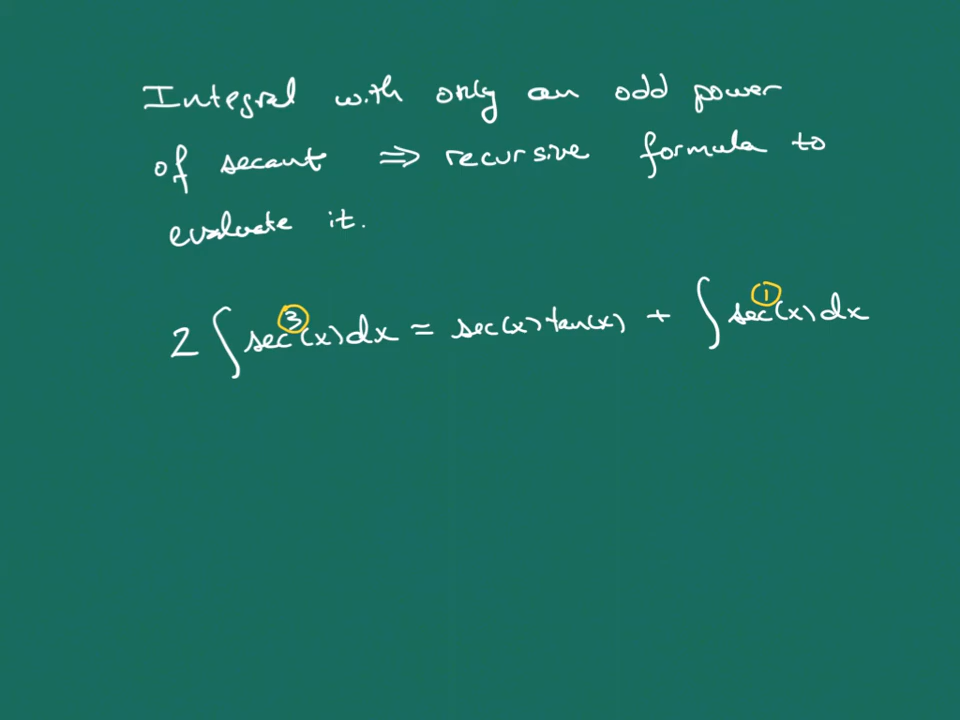 Integral with only an odd power
of secant ⇒ recursive formula to
evaluate it.
2 ∫ sec³(x)dx = sec(x)tan(x) + ∫ sec¹(x)dx